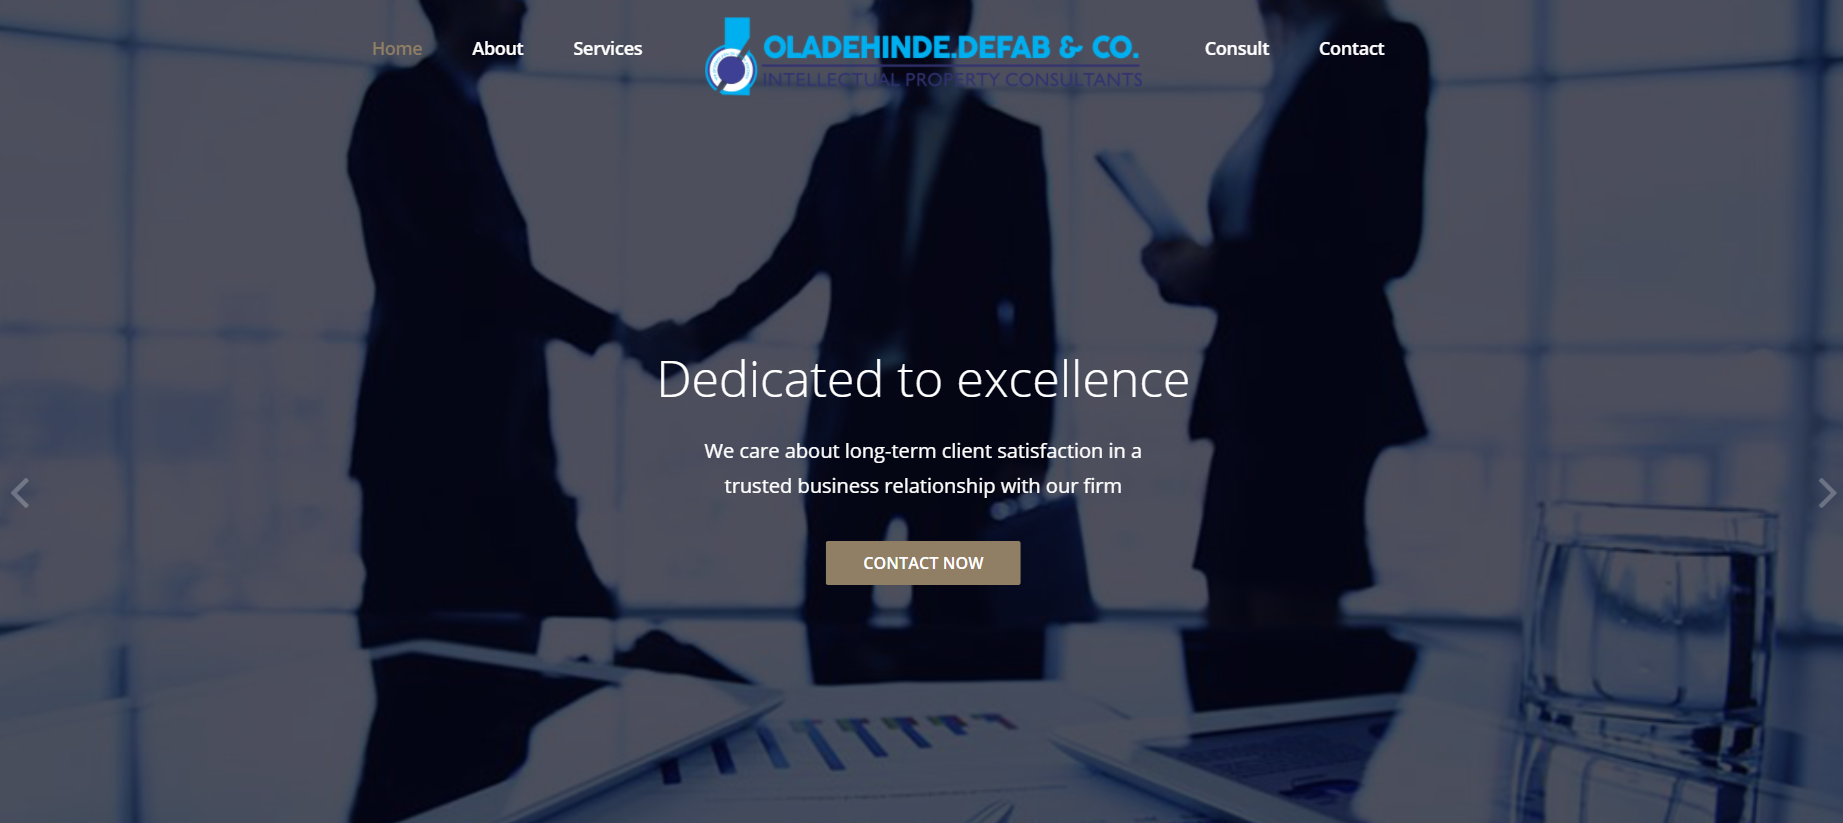 Home
About
Services
OLADEHINDE.DEFAB & CO.
INTELLECTUAL PROPERTY CONSULTANTS
Consult
Contact
Dedicated to excellence
We care about long-term client satisfaction in a
trusted business relationship with our firm
CONTACT NOW